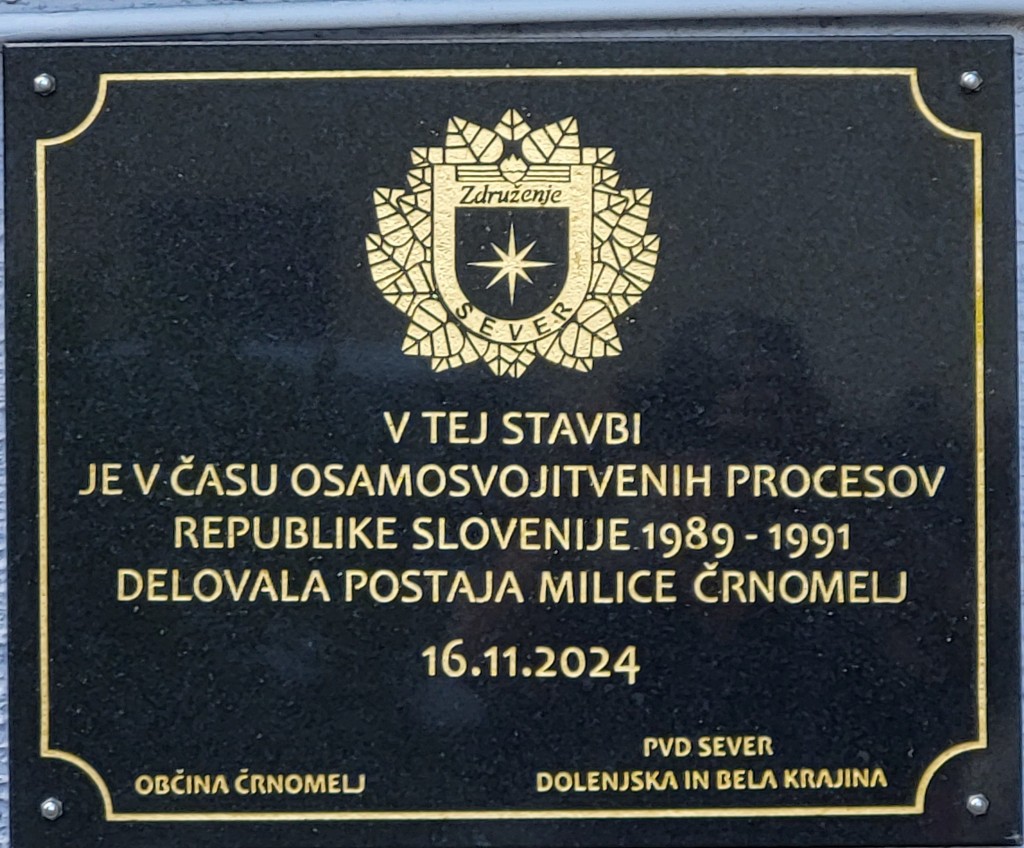 Združenje
SEVER
V TEJ STAVBI
JE V ČASU OSAMOSVOJITVENIH PROCESOV
REPUBLIKE SLOVENIJE 1989 - 1991
DELOVALA POSTAJA MILICE ČRNOMELJ
16.11.2024
OBČINA ČRNOMELJ
PVD SEVER
DOLENJSKA IN BELA KRAJINA